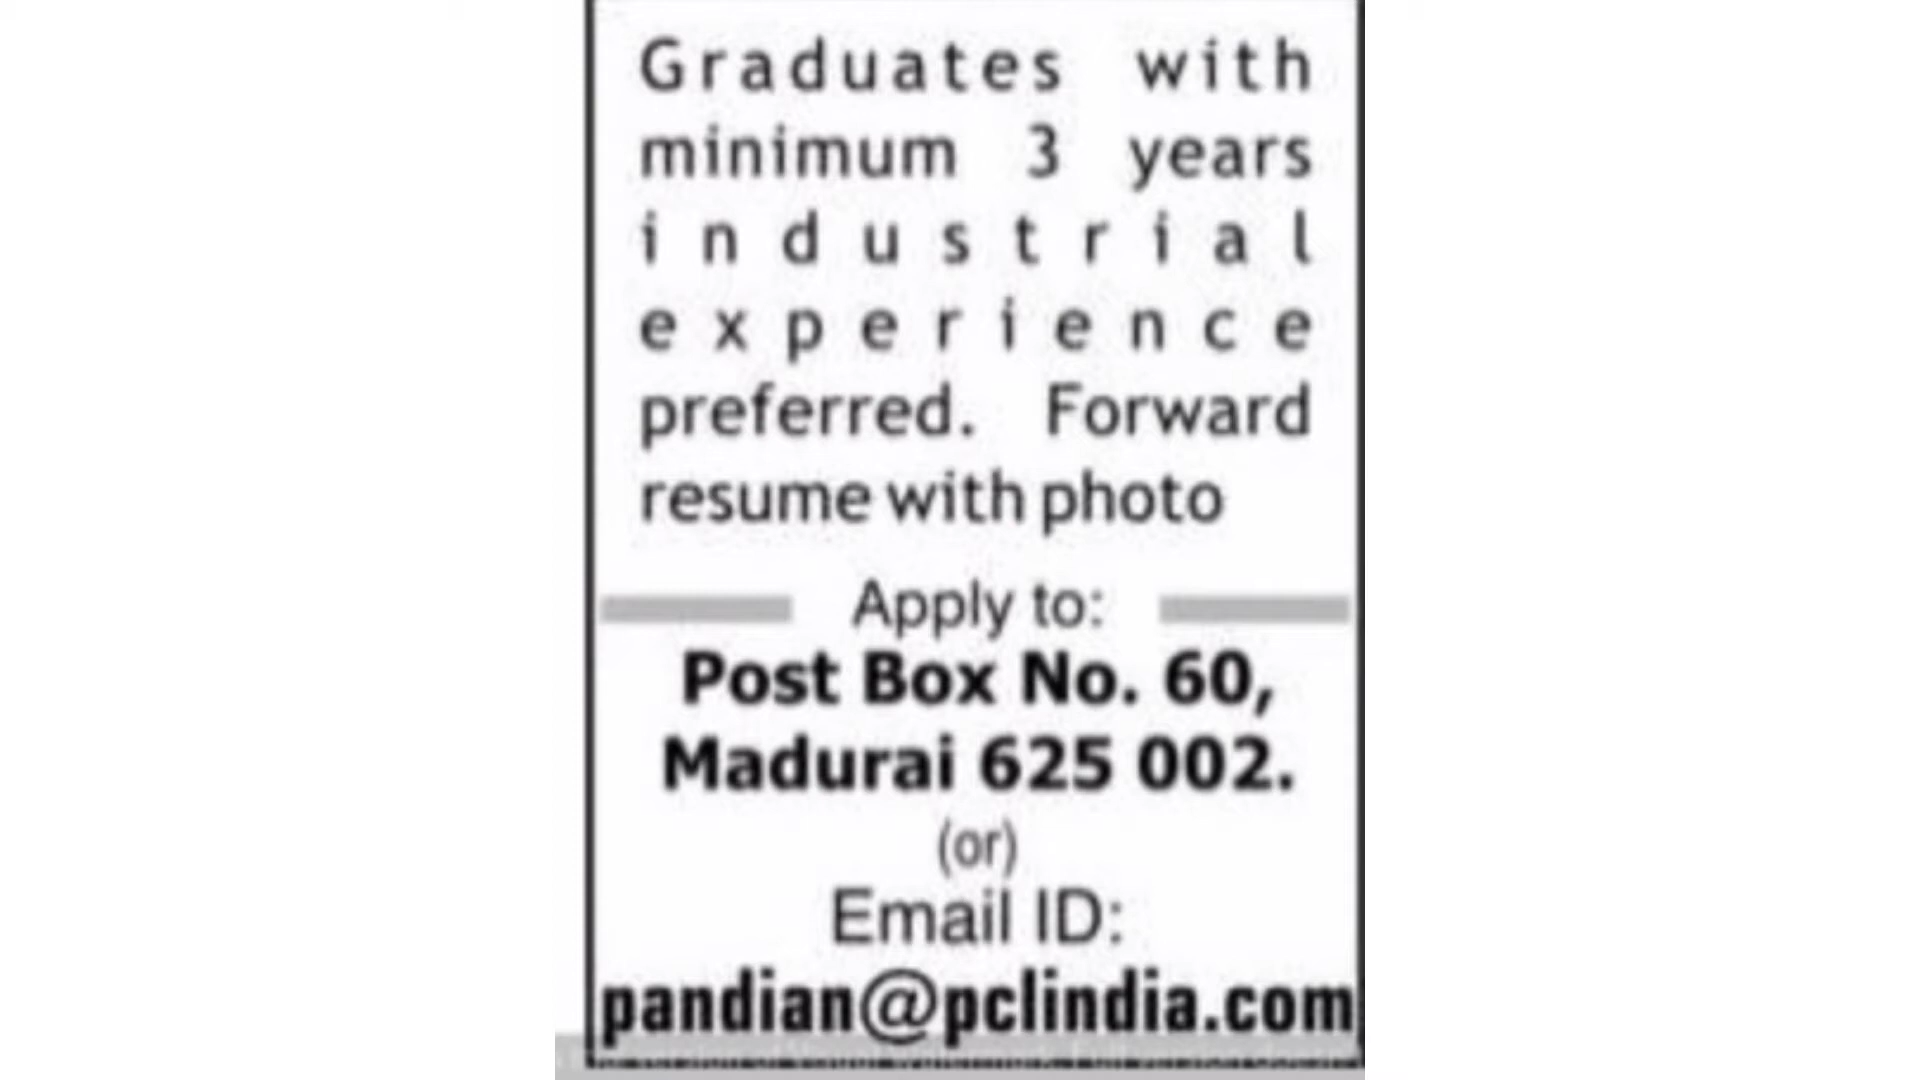 Graduates with
minimum 3 years
industrial
experience
preferred. Forward
resume with photo
Apply to:
Post Box No. 60,
Madurai 625 002.
(or)
Email ID:
pandian@pclindia.com